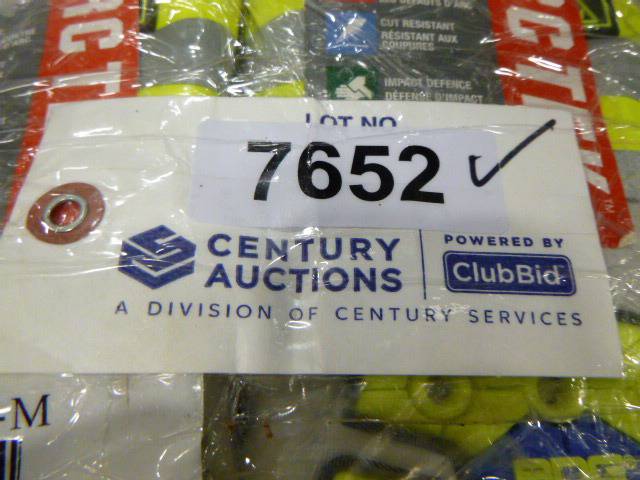 CUT RESISTANT
RÉSISTANT AUX
COUPURES
IMPACT DEFENCE
DÉFENSE D'IMPACT
LOT NO.
7652
CENTURY
AUCTIONS
POWERED BY
ClubBid
A DIVISION OF CENTURY SERVICES
-M